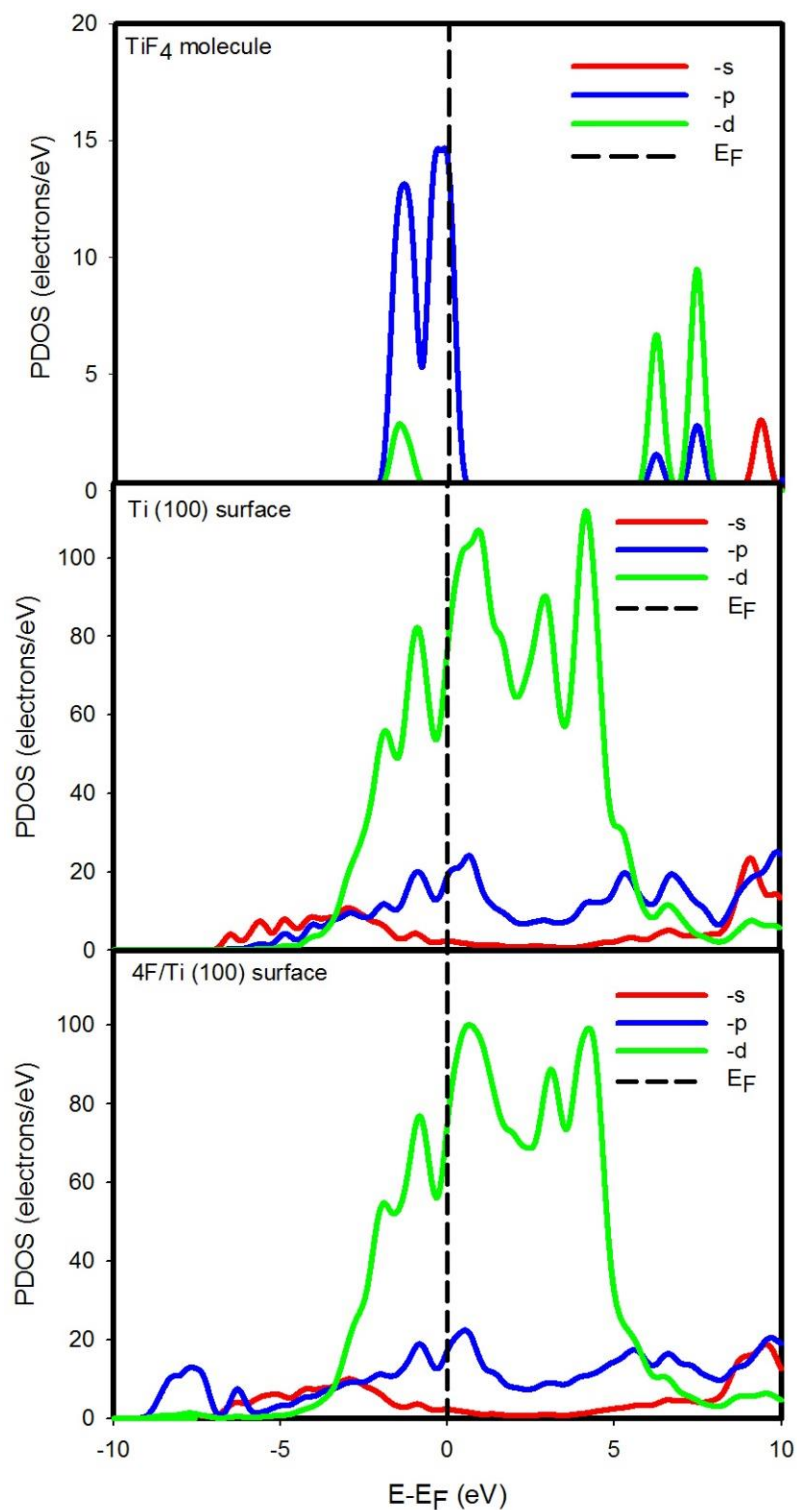 TiF4 molecule
-s
-p
-d
EF
20
15
10
5
0
PDOS (electrons/eV)
Ti (100) surface
-s
-p
-d
EF
100
80
60
40
20
0
PDOS (electrons/eV)
4F/Ti (100) surface
-s
-p
-d
EF
100
80
60
40
20
0
PDOS (electrons/eV)
-10
-5
0
5
10
E-EF (eV)